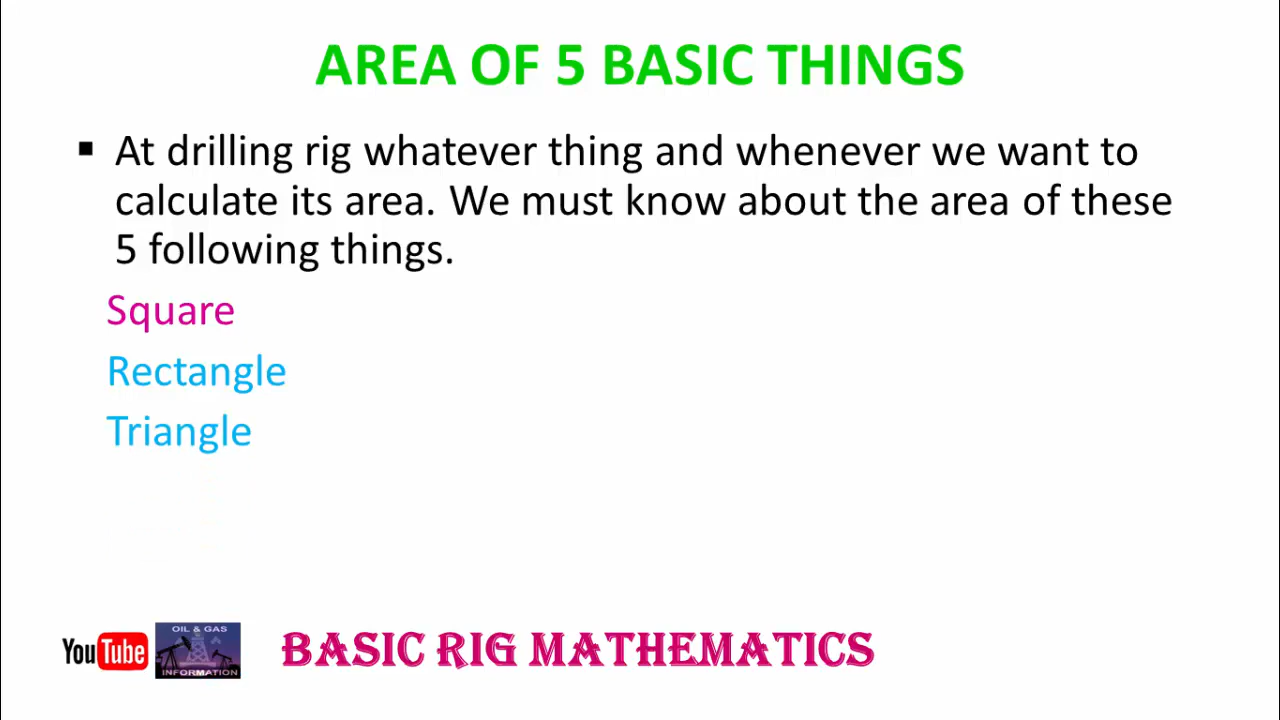 AREA OF 5 BASIC THINGS
▪ At drilling rig whatever thing and whenever we want to
calculate its area. We must know about the area of these
5 following things.
Square
Rectangle
Triangle
YouTube
OIL & GAS
INFORMATION
BASIC RIG MATHEMATICS